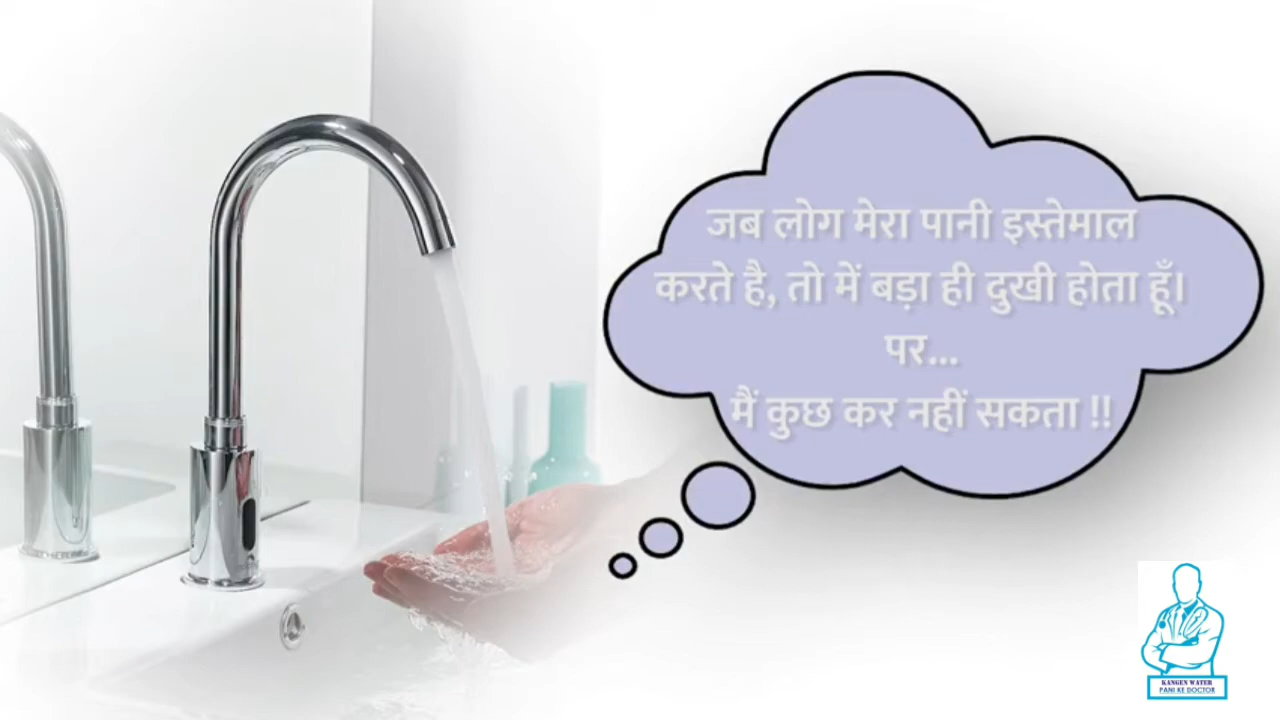 जब लोग मेरा पानी इस्तेमाल
करते है, तो में बड़ा ही दुखी होता हूँ।
पर...
मैं कुछ कर नहीं सकता !!
KANGEN WATER
PANI KE DOCTOR